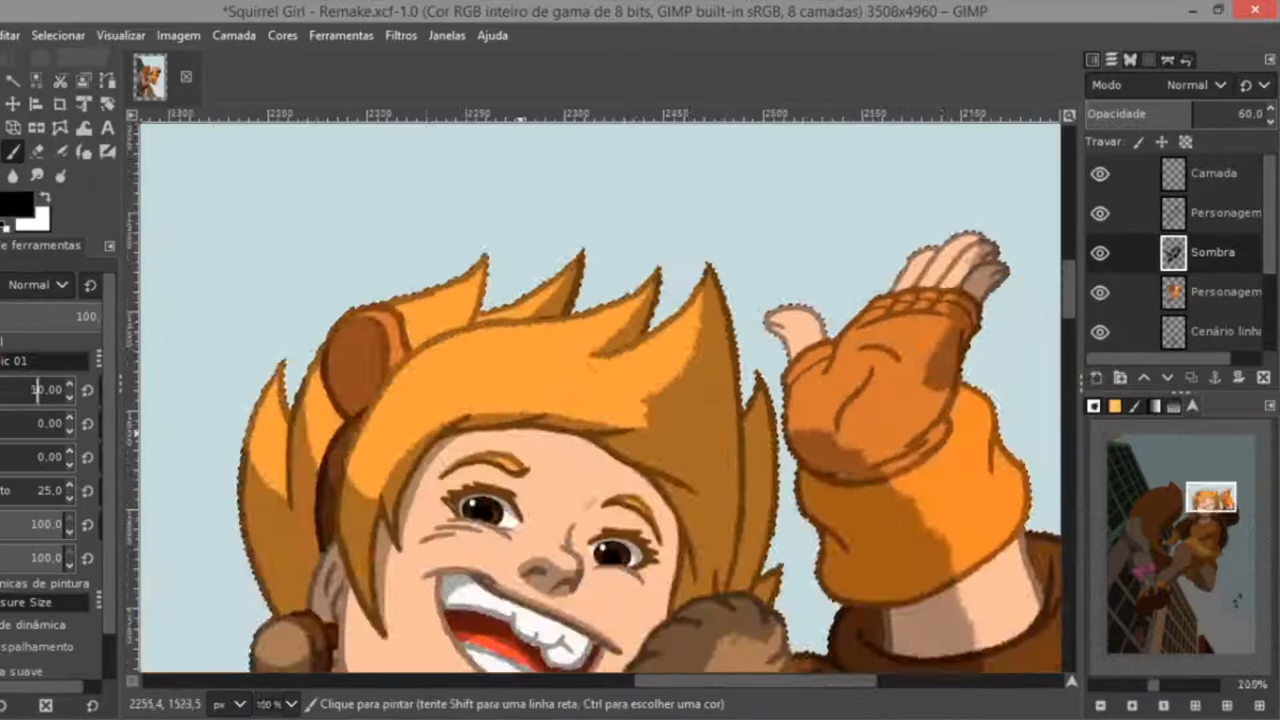 *Squirrel Girl - Remake.xcf-1.0 (Cor RGB inteiro de gama de 8 bits, GIMP built-in sRGB, 8 camadas) 3508x4960 – GIMP
ditar Selecionar Visualizar Imagem Camada Cores Ferramentas Filtros Janelas Ajuda
Modo Normal
Opacidade 60.0
Travar:
Camada
Personagem
Sombra
Personagem
Cenário linha
e ferramentas
Normal
100,
l
ic 01
30.00
0,00
0,00
to 25,0
100,0
100,0
nicas de pintura
sure Size
de dinâmica
spalhamento
a suave
2255,4, 1523,5 px 100 % Clique para pintar (tente Shift para uma linha reta, Ctrl para escolher uma cor)